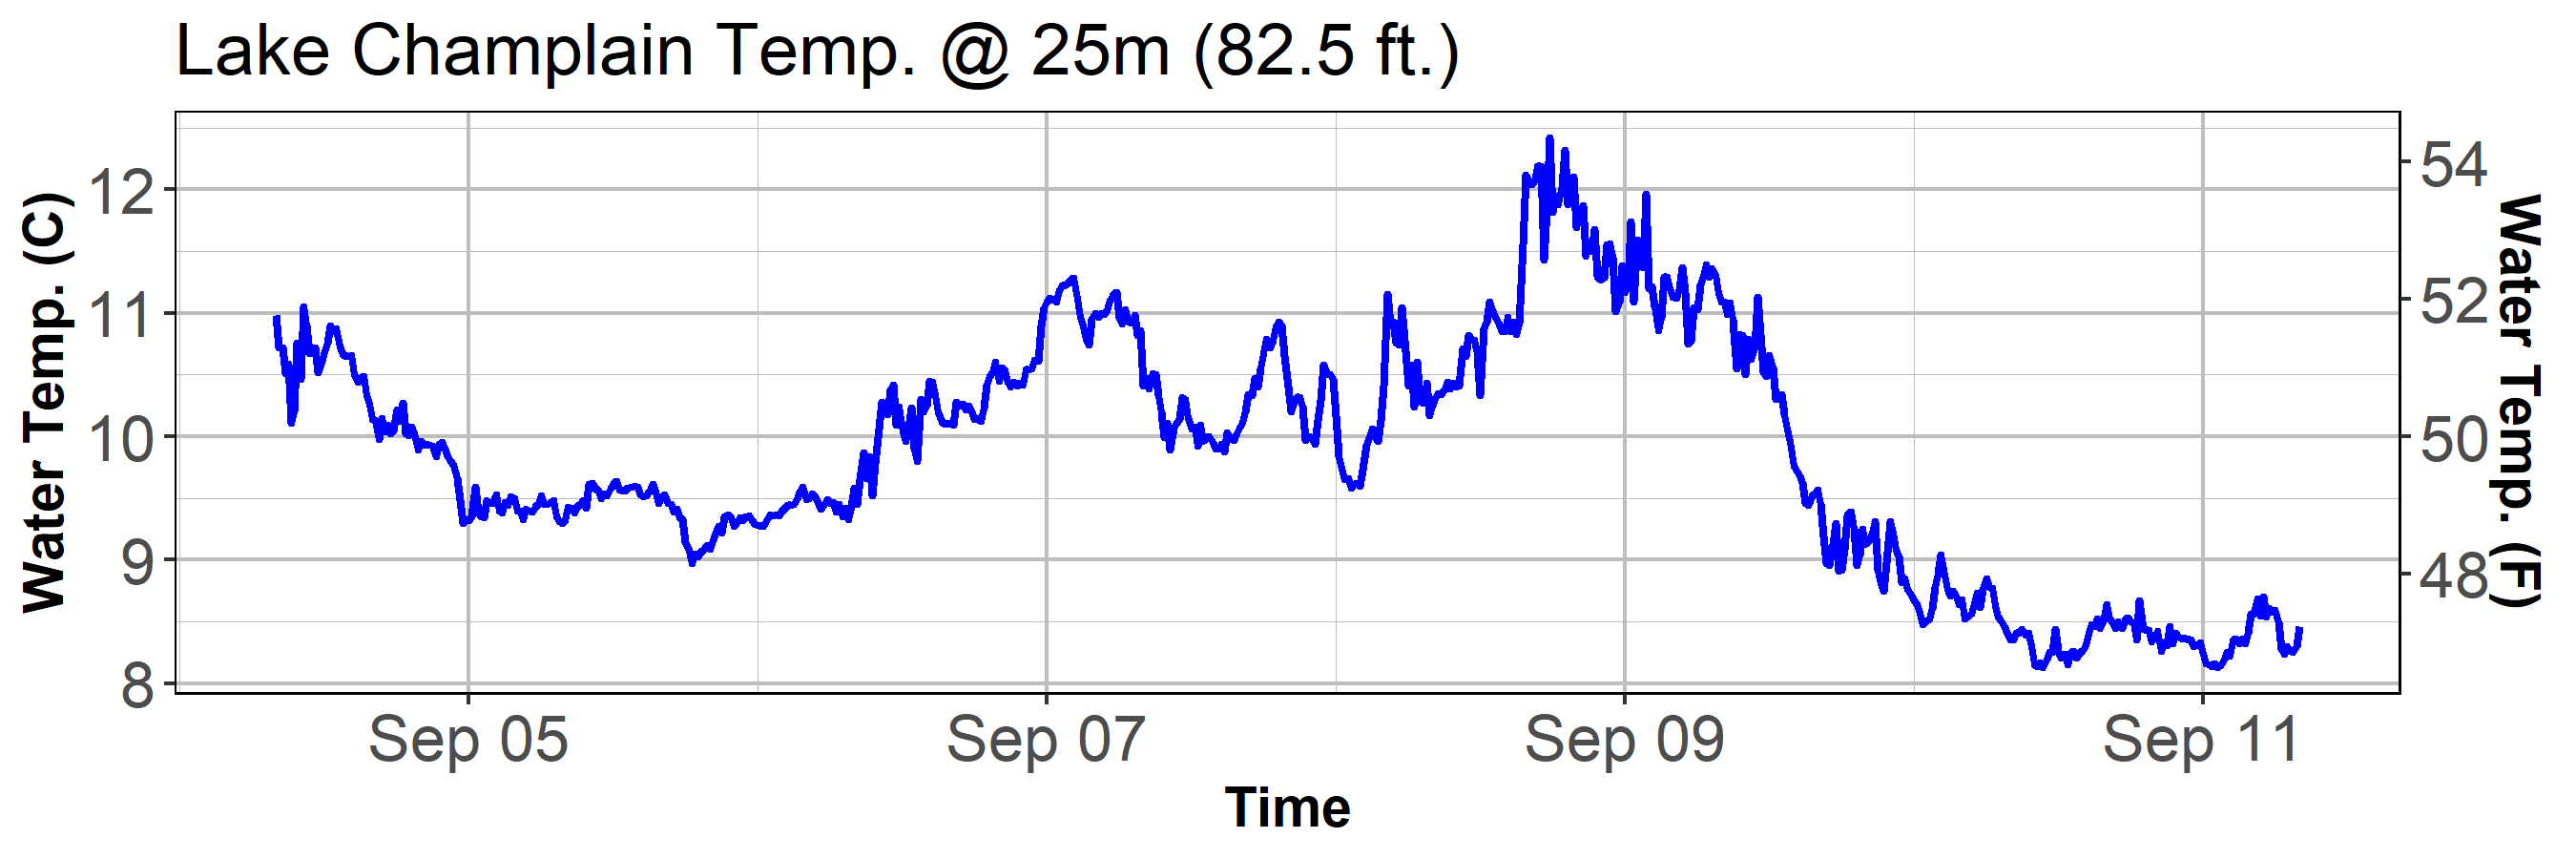 Lake Champlain Temp. @ 25m (82.5 ft.)
Water Temp. (C)
12
11
10
9
8
54
52
50
48
Water Temp. (F)
Sep 05
Sep 07
Sep 09
Sep 11
Time